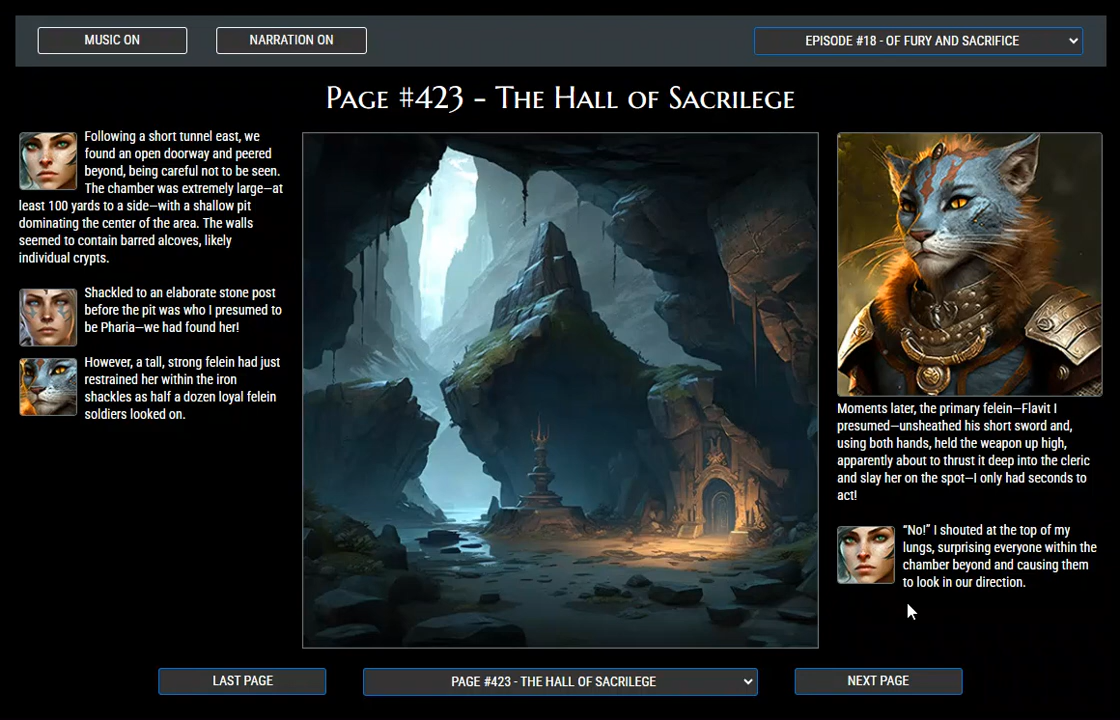 MUSIC ON
NARRATION ON
EPISODE #18 - OF FURY AND SACRIFICE
Page #423 - The Hall of Sacrilege
Following a short tunnel east, we
found an open doorway and peered
beyond, being careful not to be seen.
The chamber was extremely large—at
least 100 yards to a side—with a shallow pit
dominating the center of the area. The walls
seemed to contain barred alcoves, likely
individual crypts.
Shackled to an elaborate stone post
before the pit was who I presumed to
be Pharia—we had found her!
However, a tall, strong felein had just
restrained her within the iron
shackles as half a dozen loyal felein
soldiers looked on.
Moments later, the primary felein—Flavit I
presumed—unsheathed his short sword and,
using both hands, held the weapon up high,
apparently about to thrust it deep into the cleric
and slay her on the spot—I only had seconds to
act!
“No!” I shouted at the top of my
lungs, surprising everyone within the
chamber beyond and causing them
to look in our direction.
LAST PAGE
PAGE #423 - THE HALL OF SACRILEGE
NEXT PAGE